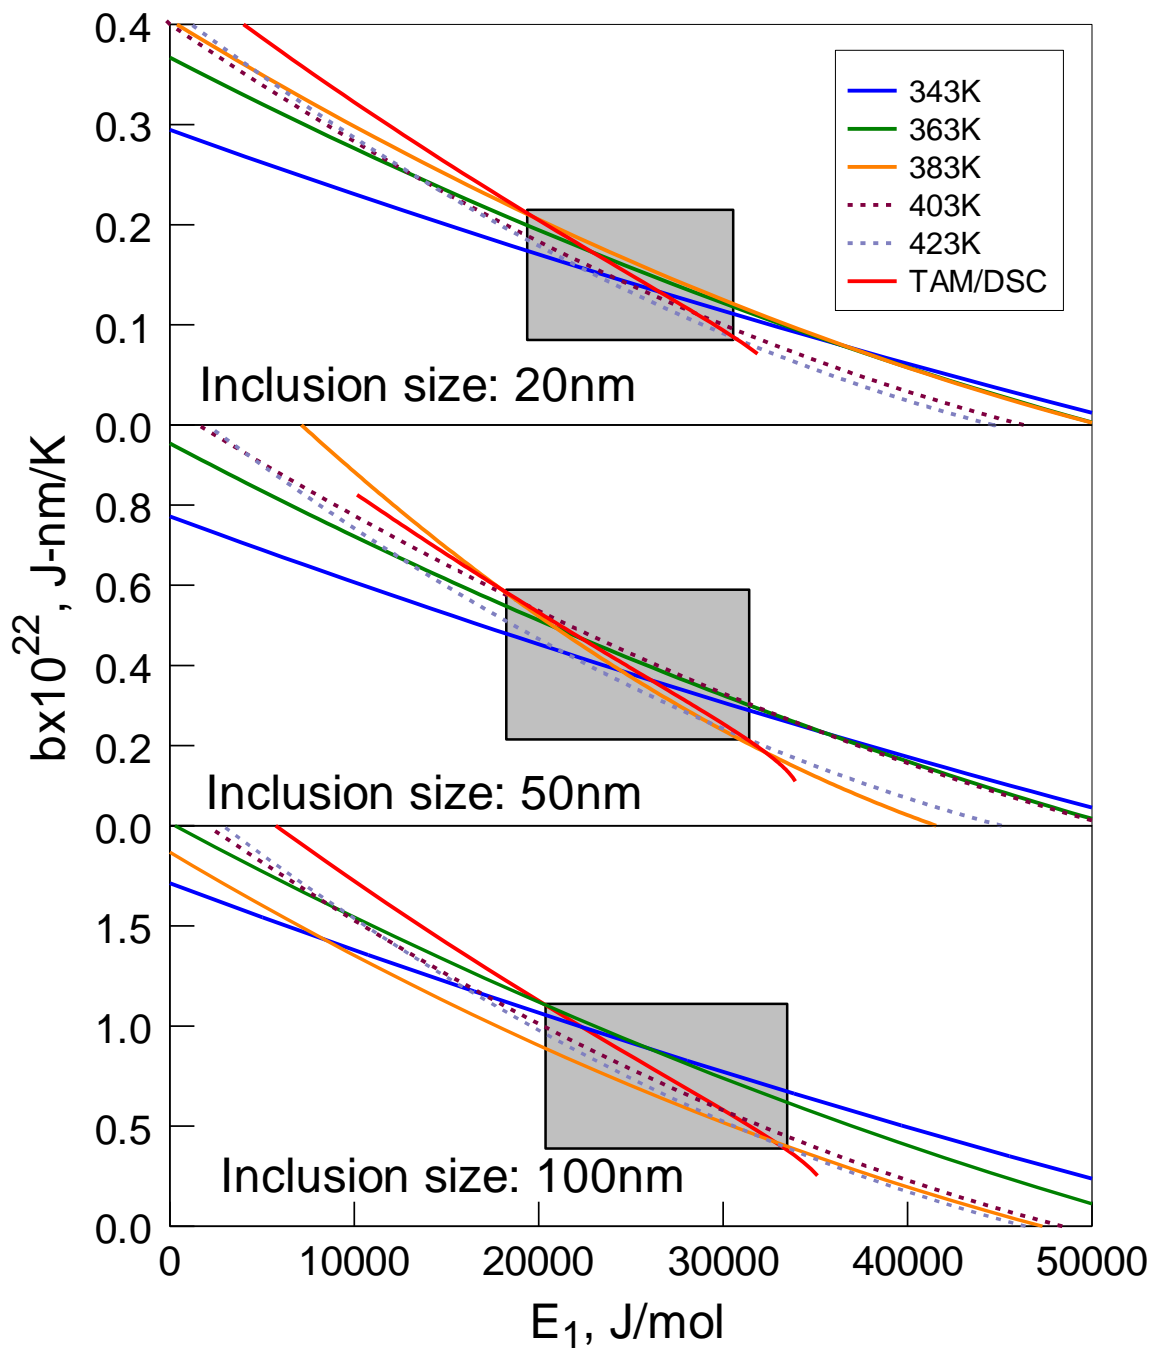 0.4
343K
363K
0.3
383K
403K
423K
0.2
TAM/DSC
0.1
Inclusion size: 20nm
0.0
0.8
0.6
0.4
0.2
Inclusion size: 50nm
bx10²² , J-nm/K
0.0
1.5
1.0
0.5
Inclusion size: 100nm
0.0
0 10000 20000 30000 40000 50000
E₁, J/mol